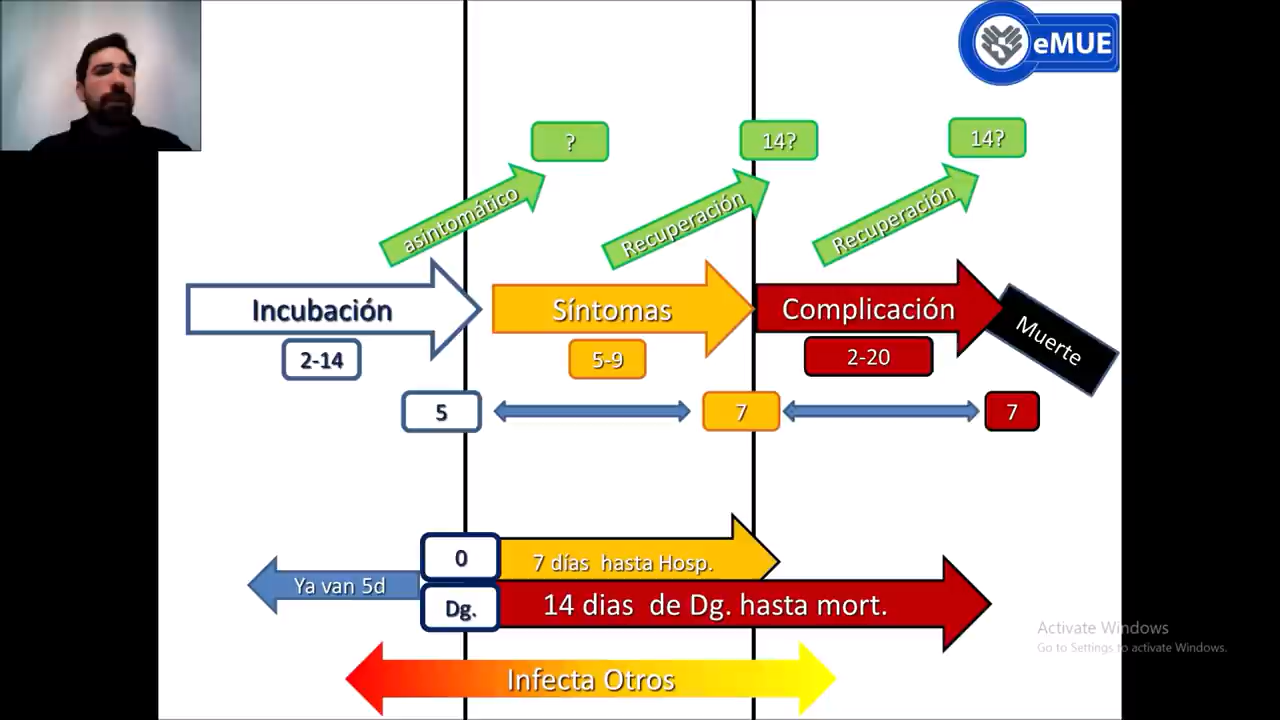 eMUE
?
14?
14?
asintomático
Recuperación
Recuperación
Incubación
Síntomas
Complicación
Muerte
2-14
5-9
2-20
5
7
7
0
7 días hasta Hosp.
Ya van 5d
Dg.
14 dias de Dg. hasta mort.
Infecta Otros
Activate Windows
Go to Settings to activate Windows.